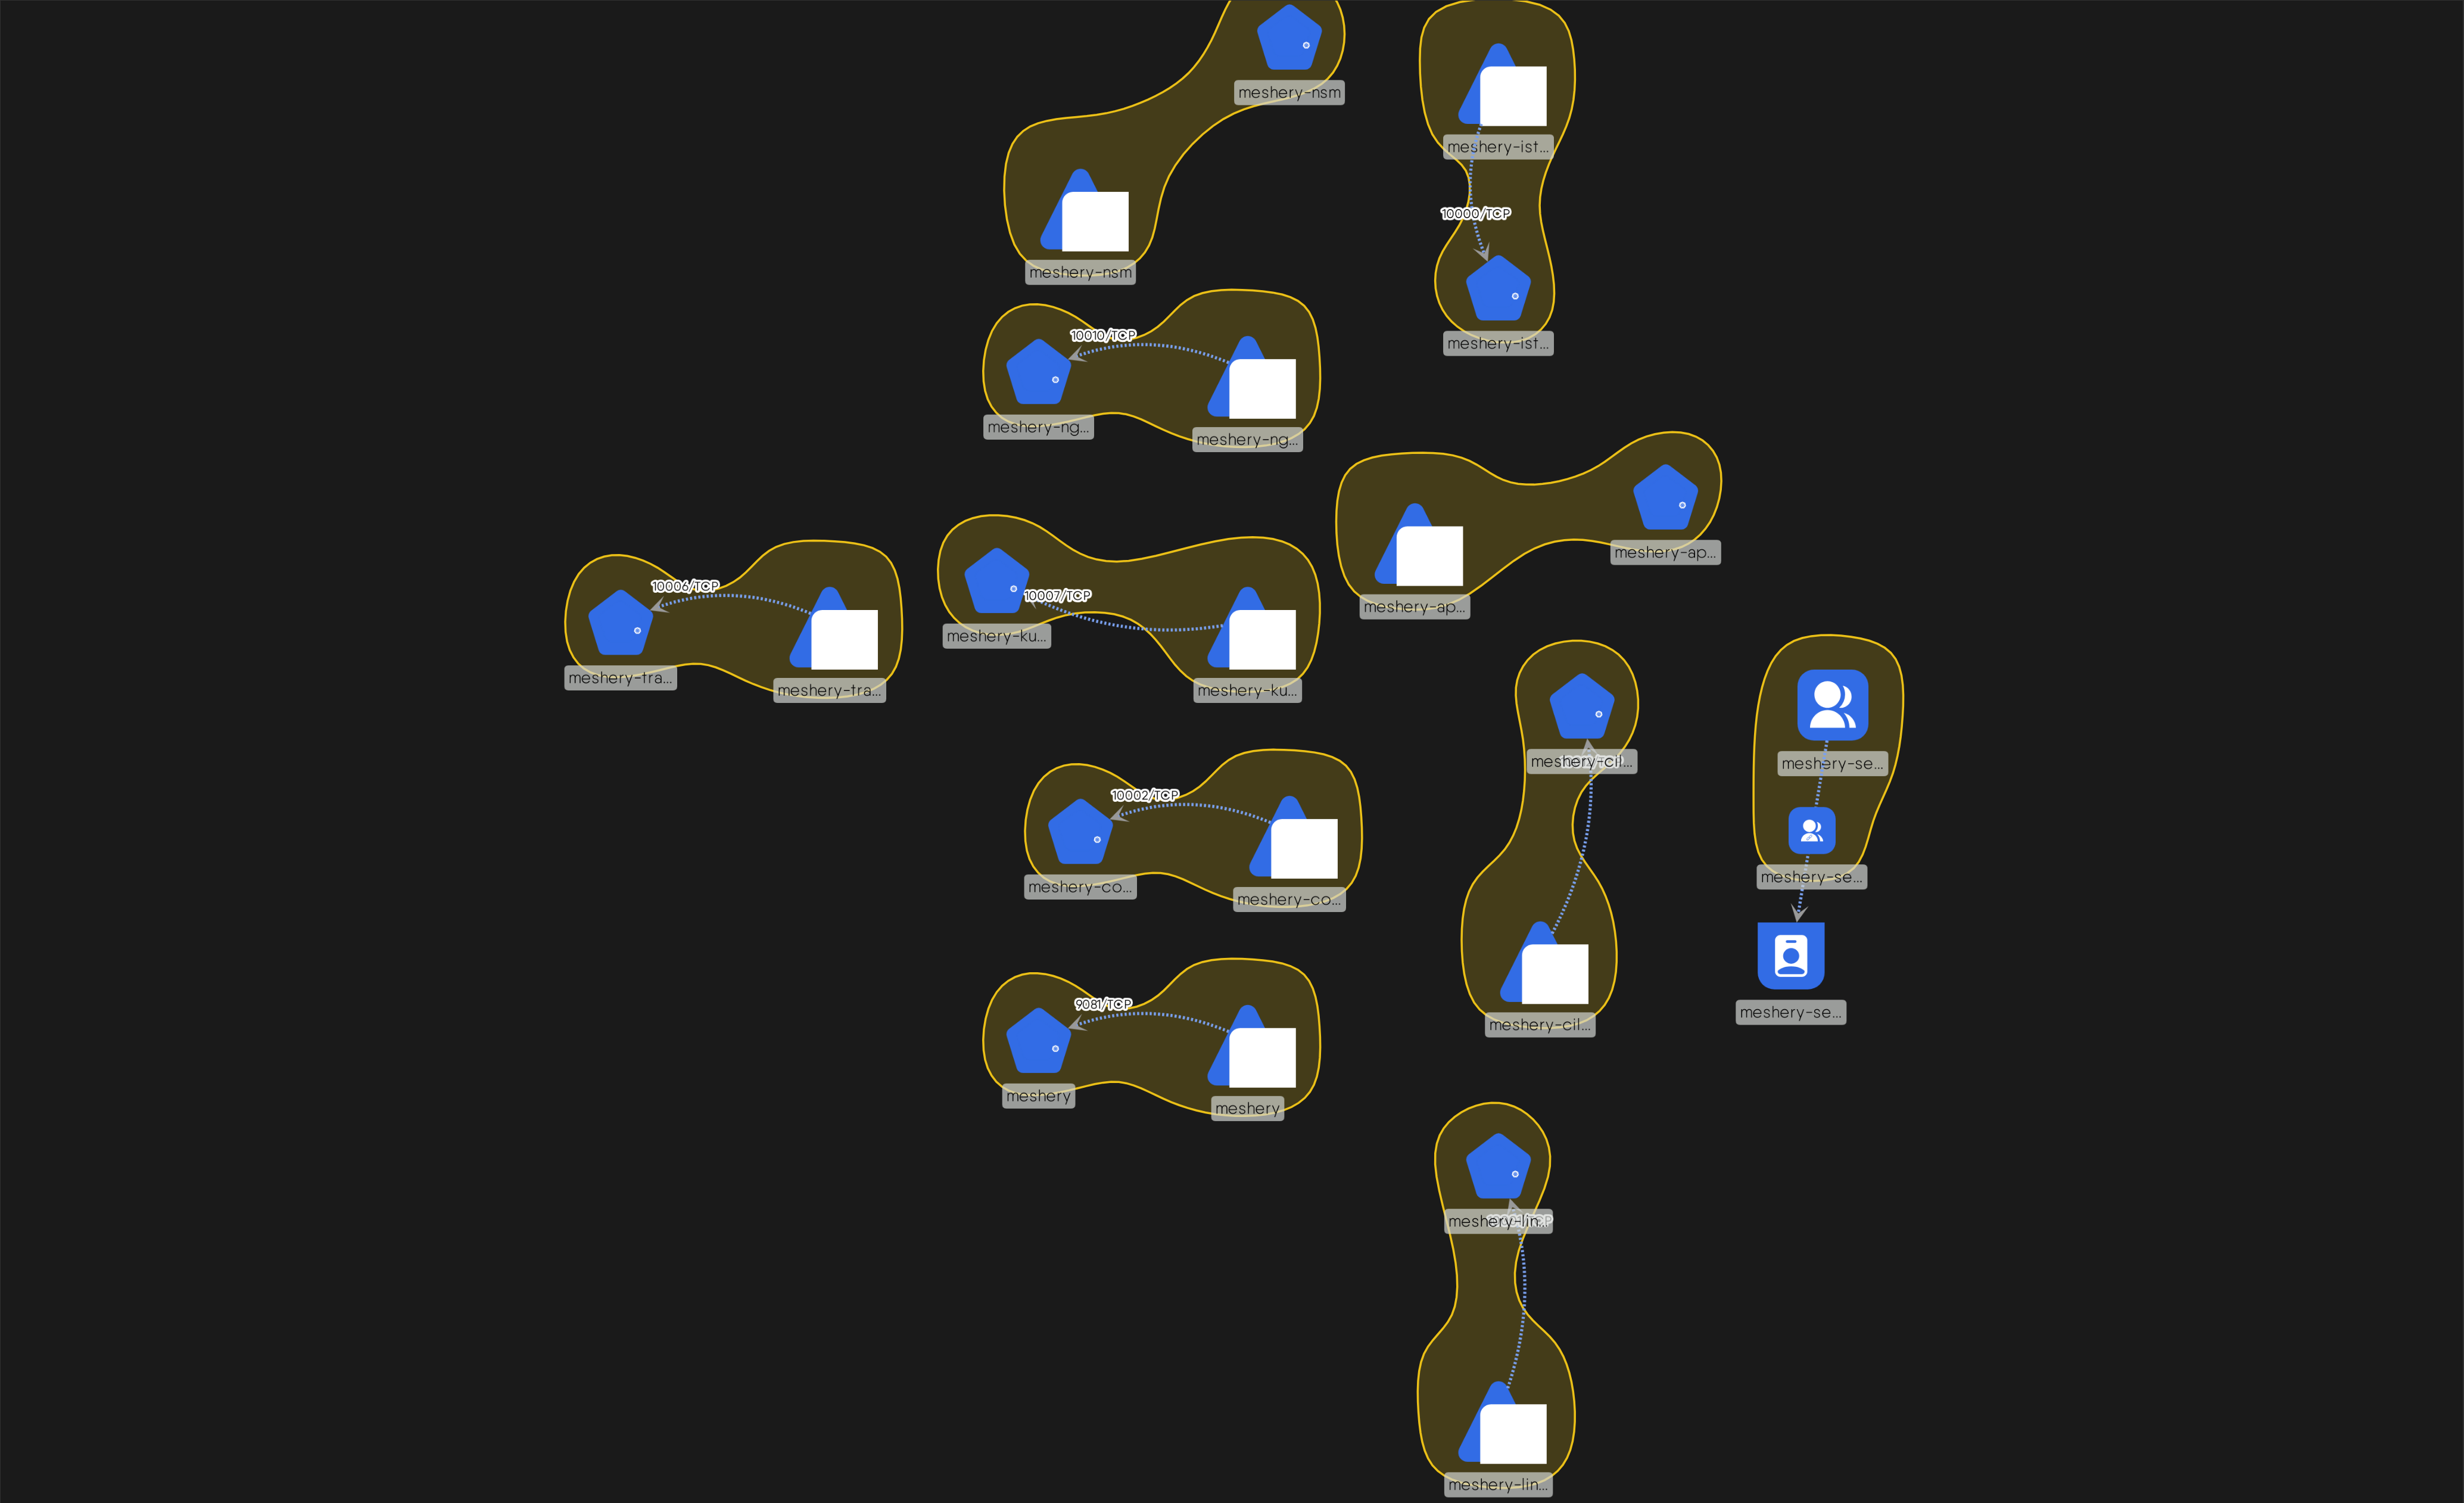 meshery-nsm
meshery-ist...
10000/TCP
meshery-nsm
10010/TCP
meshery-ist...
meshery-ng...
meshery-ng...
meshery-ap...
10006/TCP
10007/TCP
meshery-ap...
meshery-ku...
meshery-tra...
meshery-tra...
meshery-ku...
meshery-cil...
meshery-se...
10002/TCP
meshery-se...
meshery-co...
meshery-co...
9081/TCP
meshery-se...
meshery-cil...
meshery
meshery
meshery-lin...
meshery-lin...